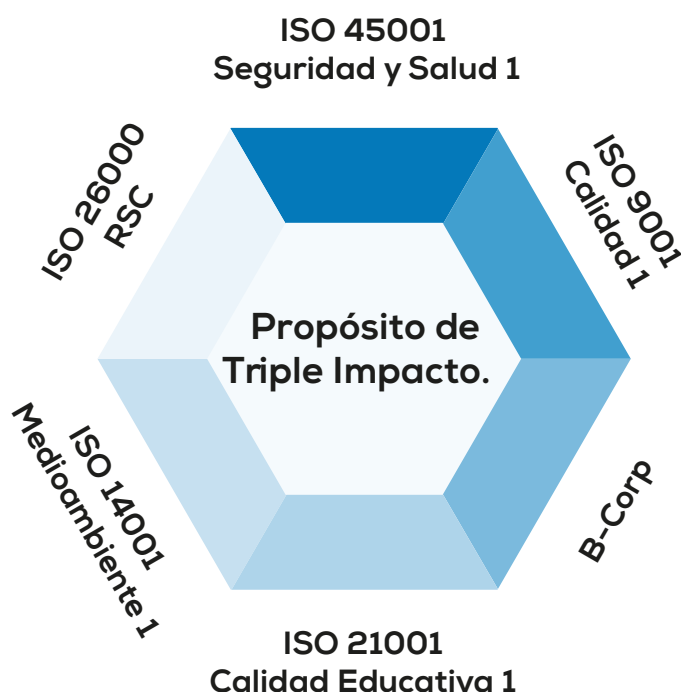 ISO 45001
Seguridad y Salud 1
ISO 9001
Calidad 1
B-Corp
ISO 21001
Calidad Educativa 1
ISO 14001
Medioambiente 1
ISO 26000
RSC
Propósito de
Triple Impacto.